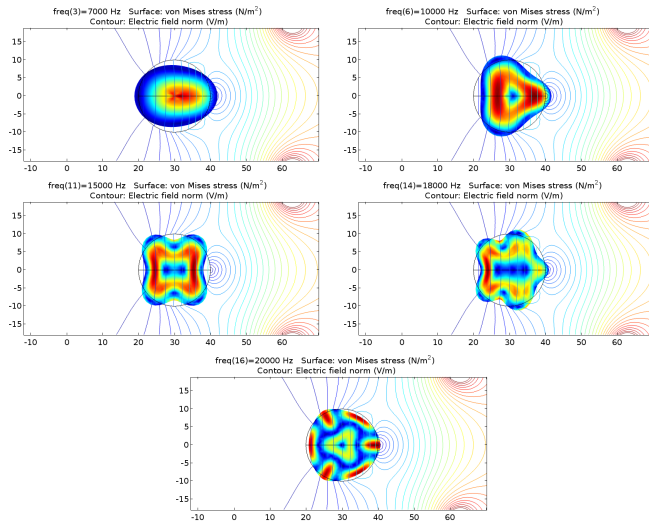 freq(3)=7000 Hz Surface: von Mises stress (N/m²)
Contour: Electric field norm (V/m)
15
10
5
0
-5
-10
-15
-10 0 10 20 30 40 50 60
freq(6)=10000 Hz Surface: von Mises stress (N/m²)
Contour: Electric field norm (V/m)
15
10
5
0
-5
-10
-15
-10 0 10 20 30 40 50 60
freq(11)=15000 Hz Surface: von Mises stress (N/m²)
Contour: Electric field norm (V/m)
15
10
5
0
-5
-10
-15
-10 0 10 20 30 40 50 60
freq(14)=18000 Hz Surface: von Mises stress (N/m²)
Contour: Electric field norm (V/m)
15
10
5
0
-5
-10
-15
-10 0 10 20 30 40 50 60
freq(16)=20000 Hz Surface: von Mises stress (N/m²)
Contour: Electric field norm (V/m)
15
10
5
0
-5
-10
-15
-10 0 10 20 30 40 50 60